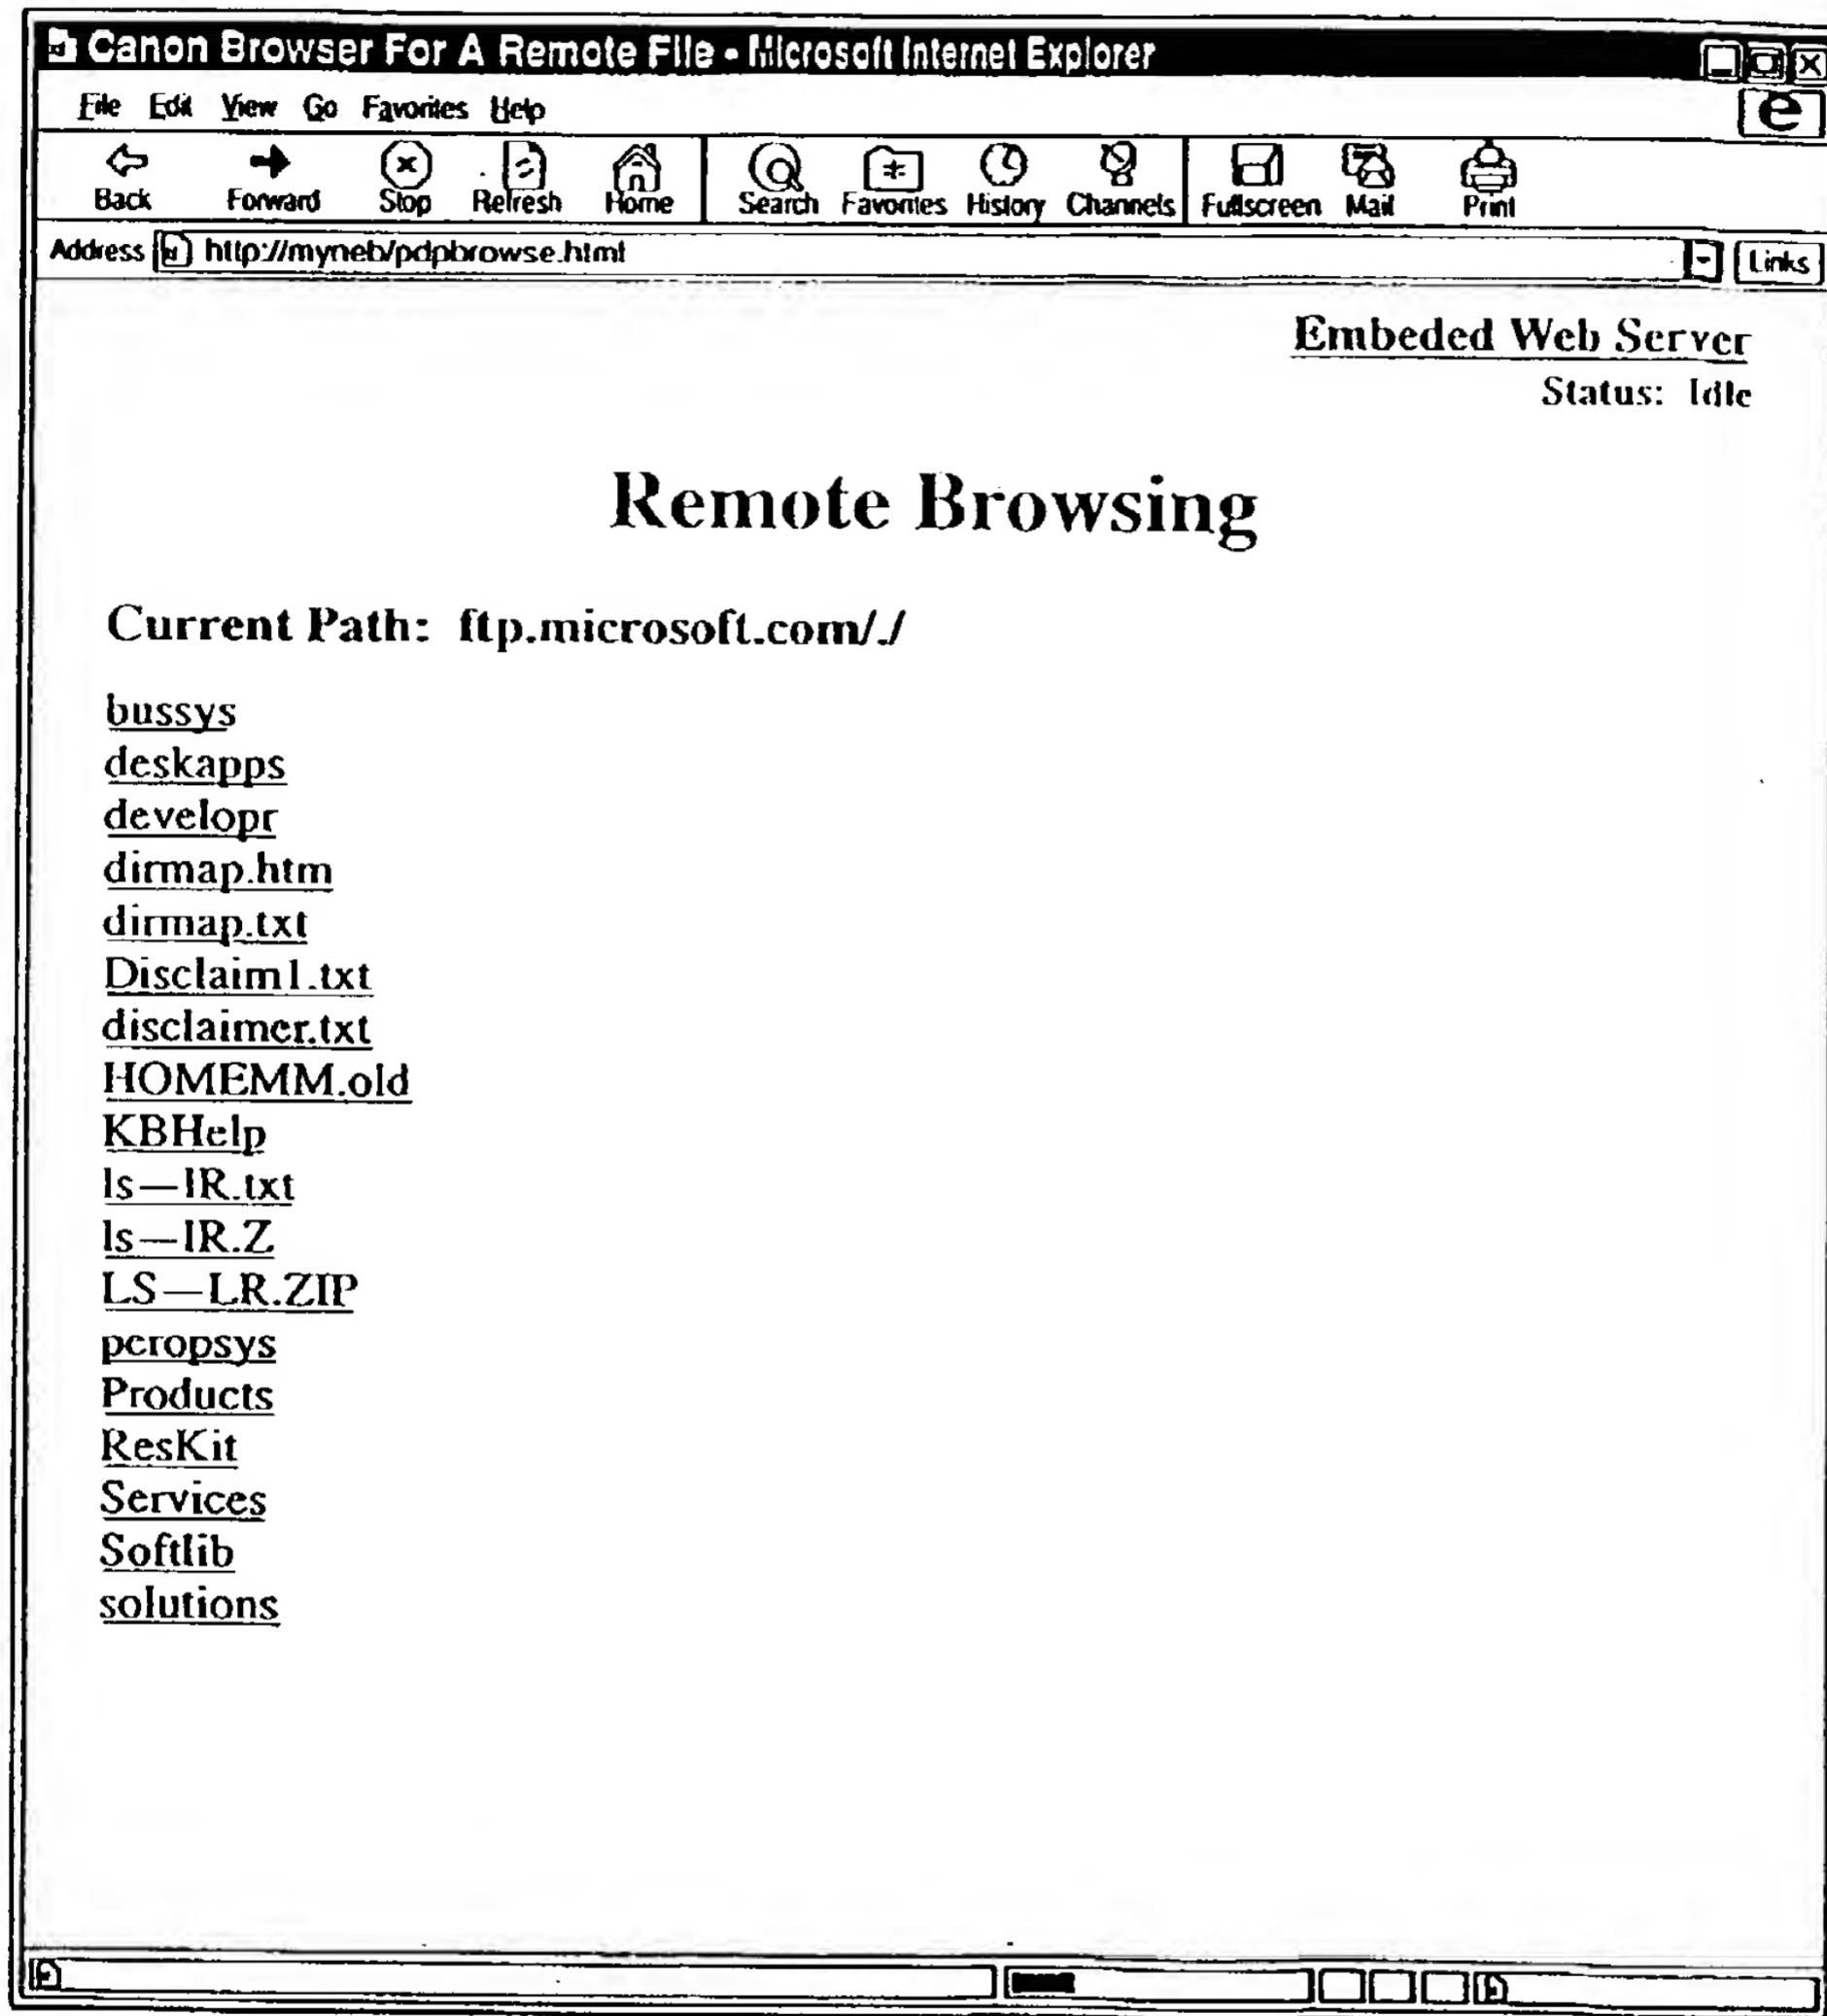 Canon Browser For A Remote File - Microsoft Internet Explorer
File Edit View Go Favorites Help
e
Back Forward Stop Refresh Home Search Favorites History Channels Fullscreen Mail Print
Address http://myneb/pdpbrowse.html Links
Embeded Web Server
Status: Idle
Remote Browsing
Current Path: ftp.microsoft.com/./
bussys
deskapps
developr
dirmap.htm
dirmap.txt
Disclaim1.txt
disclaimer.txt
HOMEMM.old
KBHelp
ls—lR.txt
ls—lR.Z
LS—LR.ZIP
peropsys
Products
ResKit
Services
Softlib
solutions